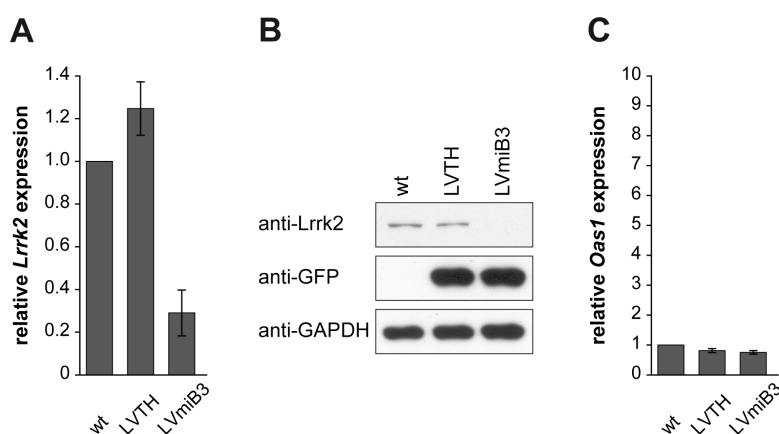 A
relative Lrrk2 expression
1.4
1.2
1.0
0.8
0.6
0.4
0.2
0
wt
LVTH
LVmiB3
B
wt
LVTH
LVmiB3
anti-Lrrk2
anti-GFP
anti-GAPDH
C
relative Oas1 expression
10
9
8
7
6
5
4
3
2
1
0
wt
LVTH
LVmiB3